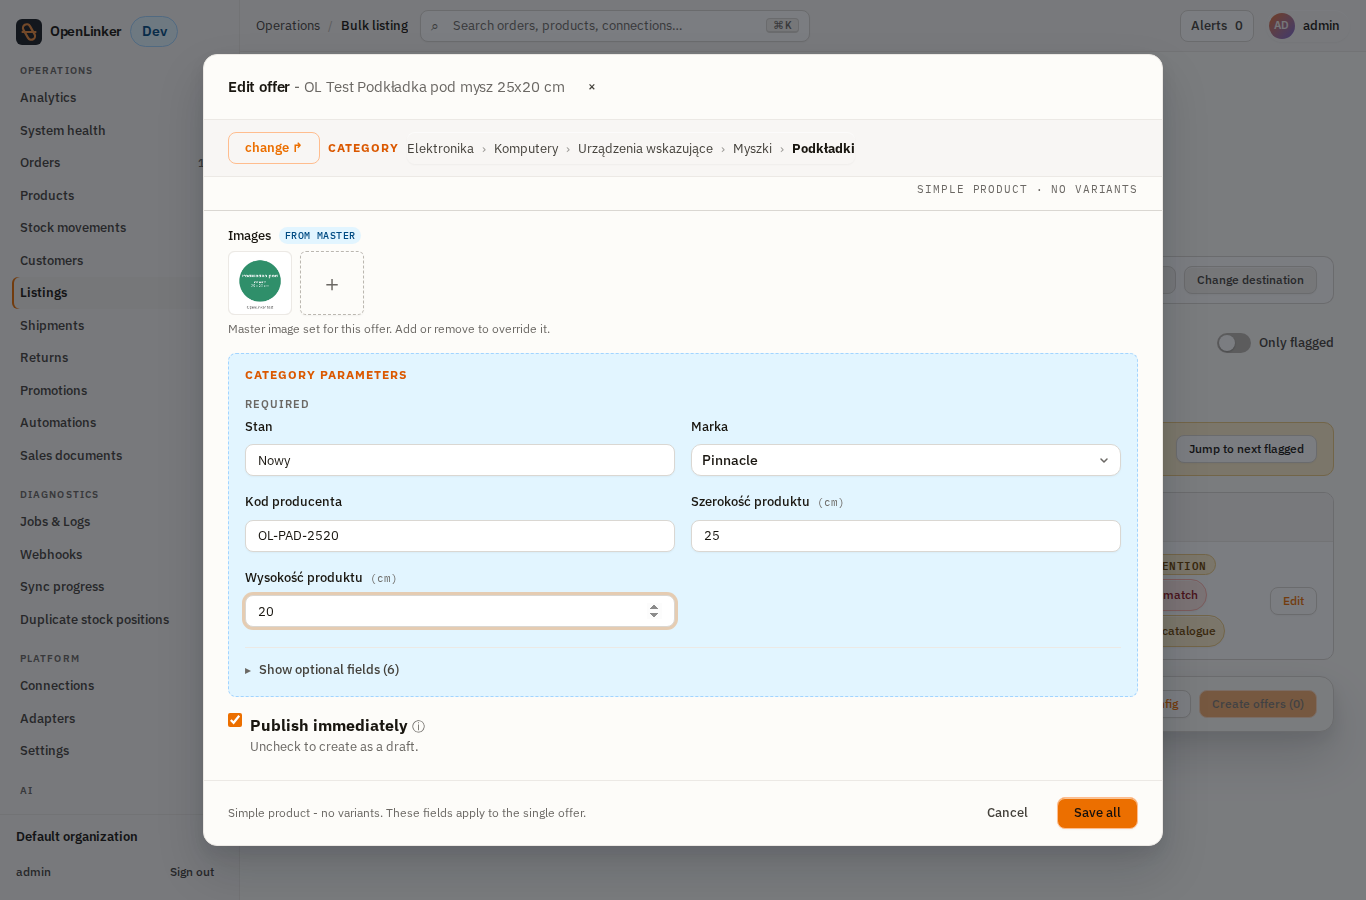 OpenLinker Dev
Operations / Bulk listing
Search orders, products, connections... ⌘K
Alerts 0
AD admin
OPERATIONS
Analytics
System health
Orders
Products
Stock movements
Customers
Listings
Shipments
Returns
Promotions
Automations
Sales documents
DIAGNOSTICS
Jobs & Logs
Webhooks
Sync progress
Duplicate stock positions
PLATFORM
Connections
Adapters
Settings
AI
Default organization
admin Sign out
Edit offer - OL Test Podkładka pod mysz 25x20 cm ×
change ↱ CATEGORY Elektronika › Komputery › Urządzenia wskazujące › Myszki › Podkładki
SIMPLE PRODUCT · NO VARIANTS
Images FROM MASTER
+
Master image set for this offer. Add or remove to override it.
CATEGORY PARAMETERS
REQUIRED
Stan
Nowy
Marka
Pinnacle
Kod producenta
OL-PAD-2520
Szerokość produktu (cm)
25
Wysokość produktu (cm)
20
▸ Show optional fields (6)
Publish immediately ⓘ
Uncheck to create as a draft.
Simple product - no variants. These fields apply to the single offer.
Cancel
Save all
Change destination
Only flagged
Jump to next flagged
ENTION
match
catalogue
Edit
fig
Create offers (0)